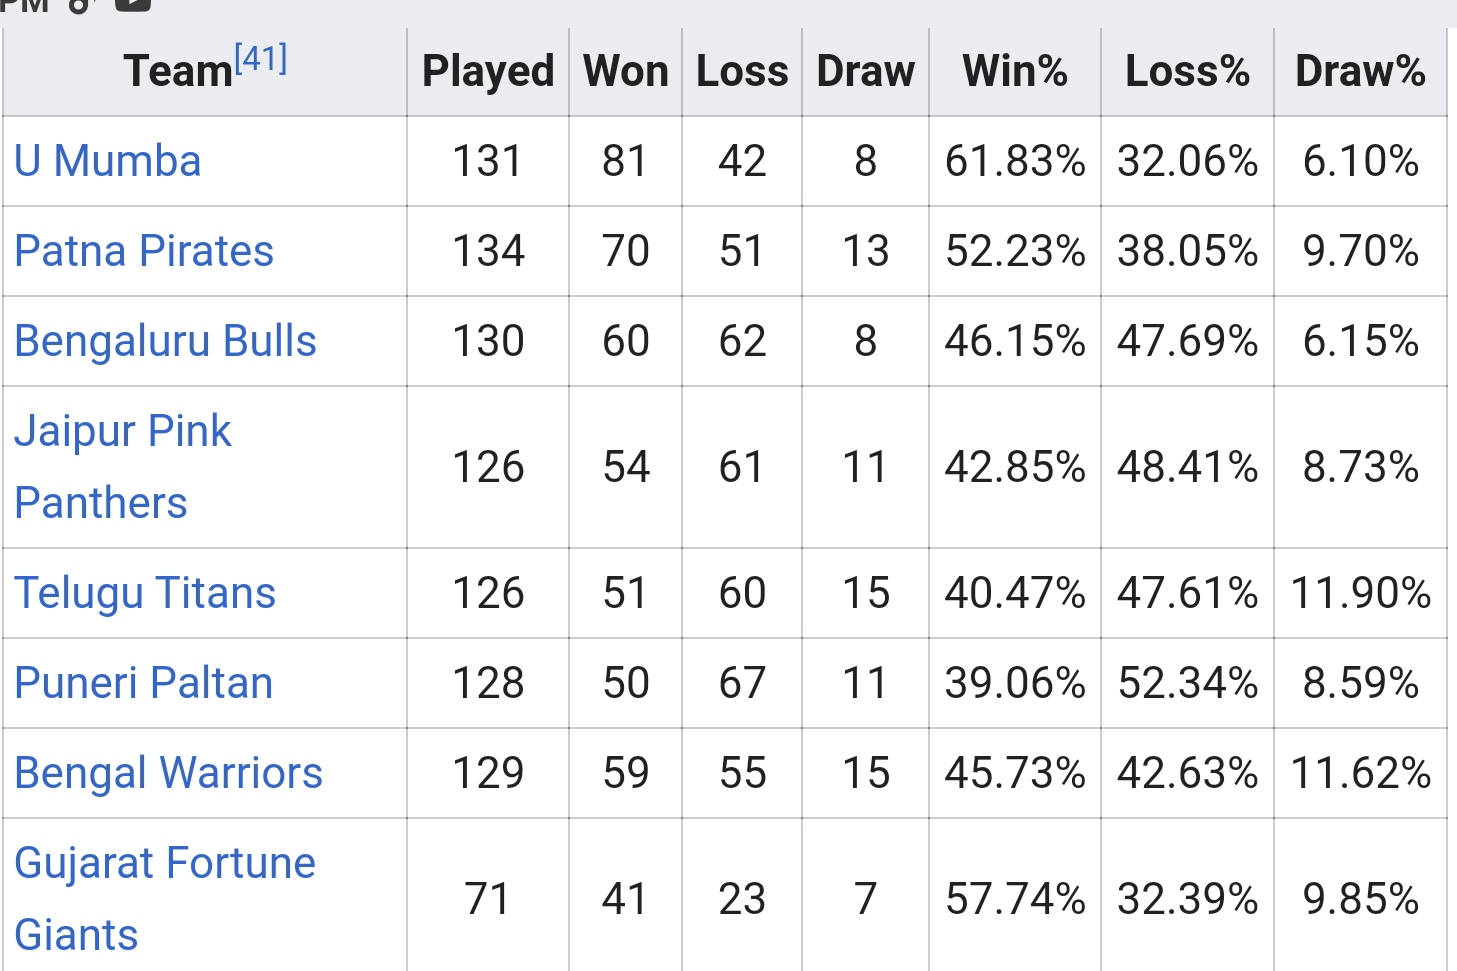 PM
Team[41] Played Won Loss Draw Win% Loss% Draw%
U Mumba 131 81 42 8 61.83% 32.06% 6.10%
Patna Pirates 134 70 51 13 52.23% 38.05% 9.70%
Bengaluru Bulls 130 60 62 8 46.15% 47.69% 6.15%
Jaipur Pink
Panthers 126 54 61 11 42.85% 48.41% 8.73%
Telugu Titans 126 51 60 15 40.47% 47.61% 11.90%
Puneri Paltan 128 50 67 11 39.06% 52.34% 8.59%
Bengal Warriors 129 59 55 15 45.73% 42.63% 11.62%
Gujarat Fortune
Giants 71 41 23 7 57.74% 32.39% 9.85%